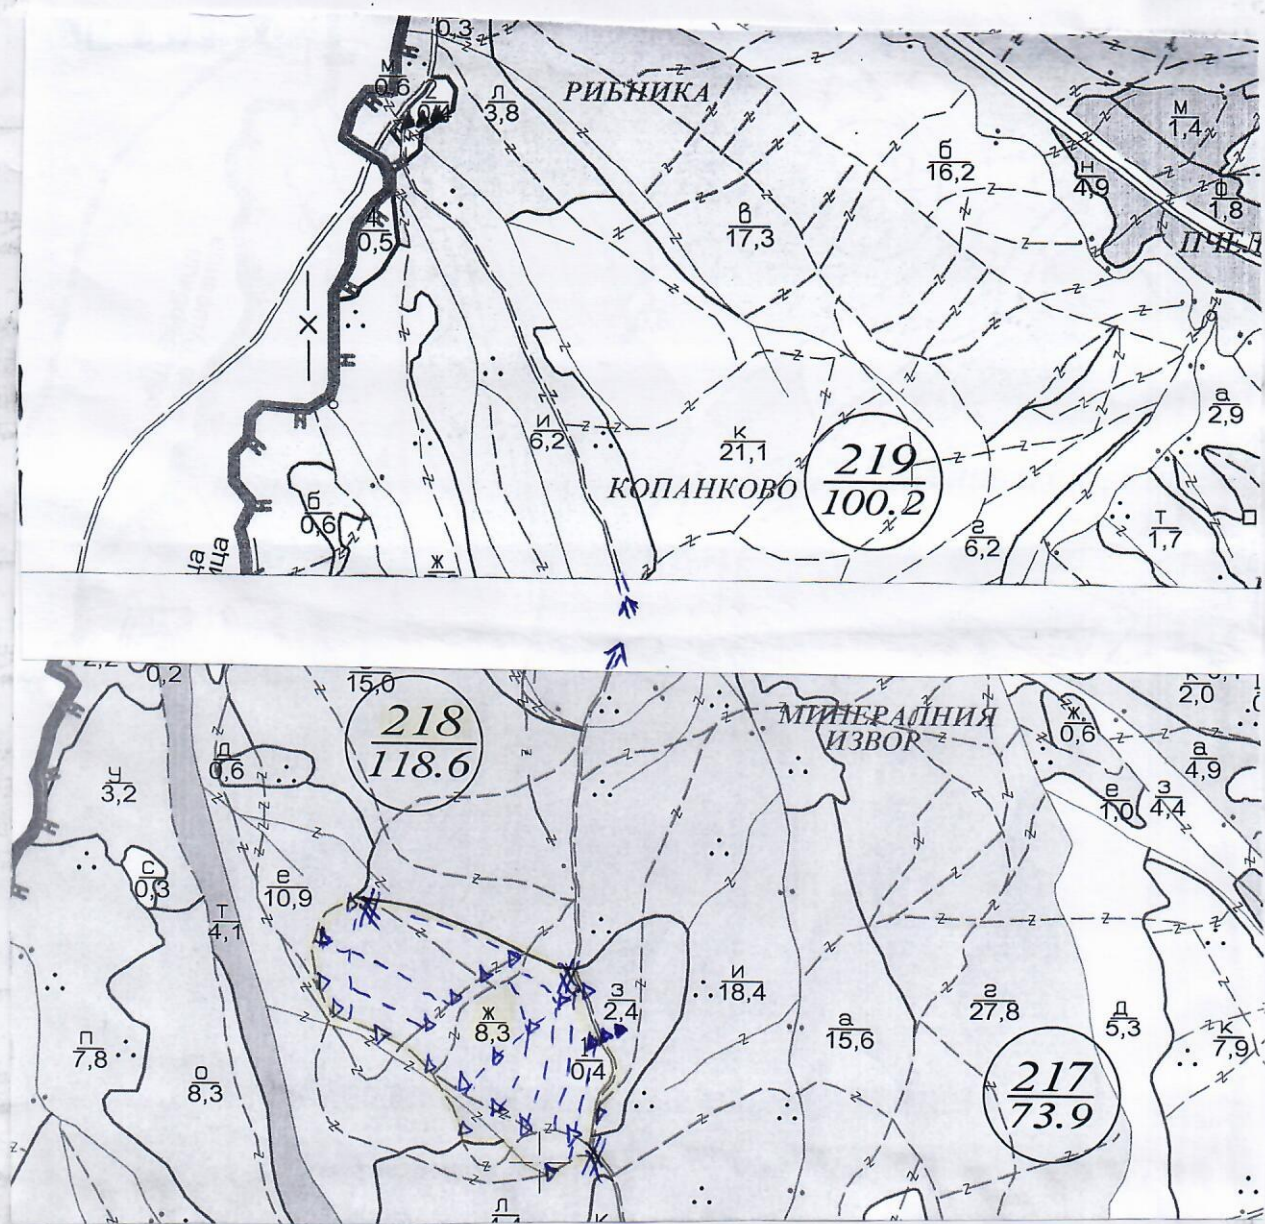 0.3
м
0.6
л
3,8
РИБНИКА
м
1,4
б
16,2
н
4,9
ф
1,8
4
0,5
в
17,3
ПЧЕЛ
X
а
2,9
и
6,2
к
21,1
219
100.2
КОПАНКОВО
б
0,6
г
6,2
т
1,7
ж
на
ица
2,2
0,2
15,0
218
118.6
МИНЕРАЛНИЯ
ИЗВОР
ж.
0,6
2,0
р
0,6
у
3,2
а
4,9
е
1,0
з
4,4
с
0,3
е
10,9
т
4,1
з
2,4
и
18,4
г
27,8
д
5,3
к
7,9
ж
8,3
а
15,6
п
7,8
о
8,3
1
0,4
217
73.9
л
к